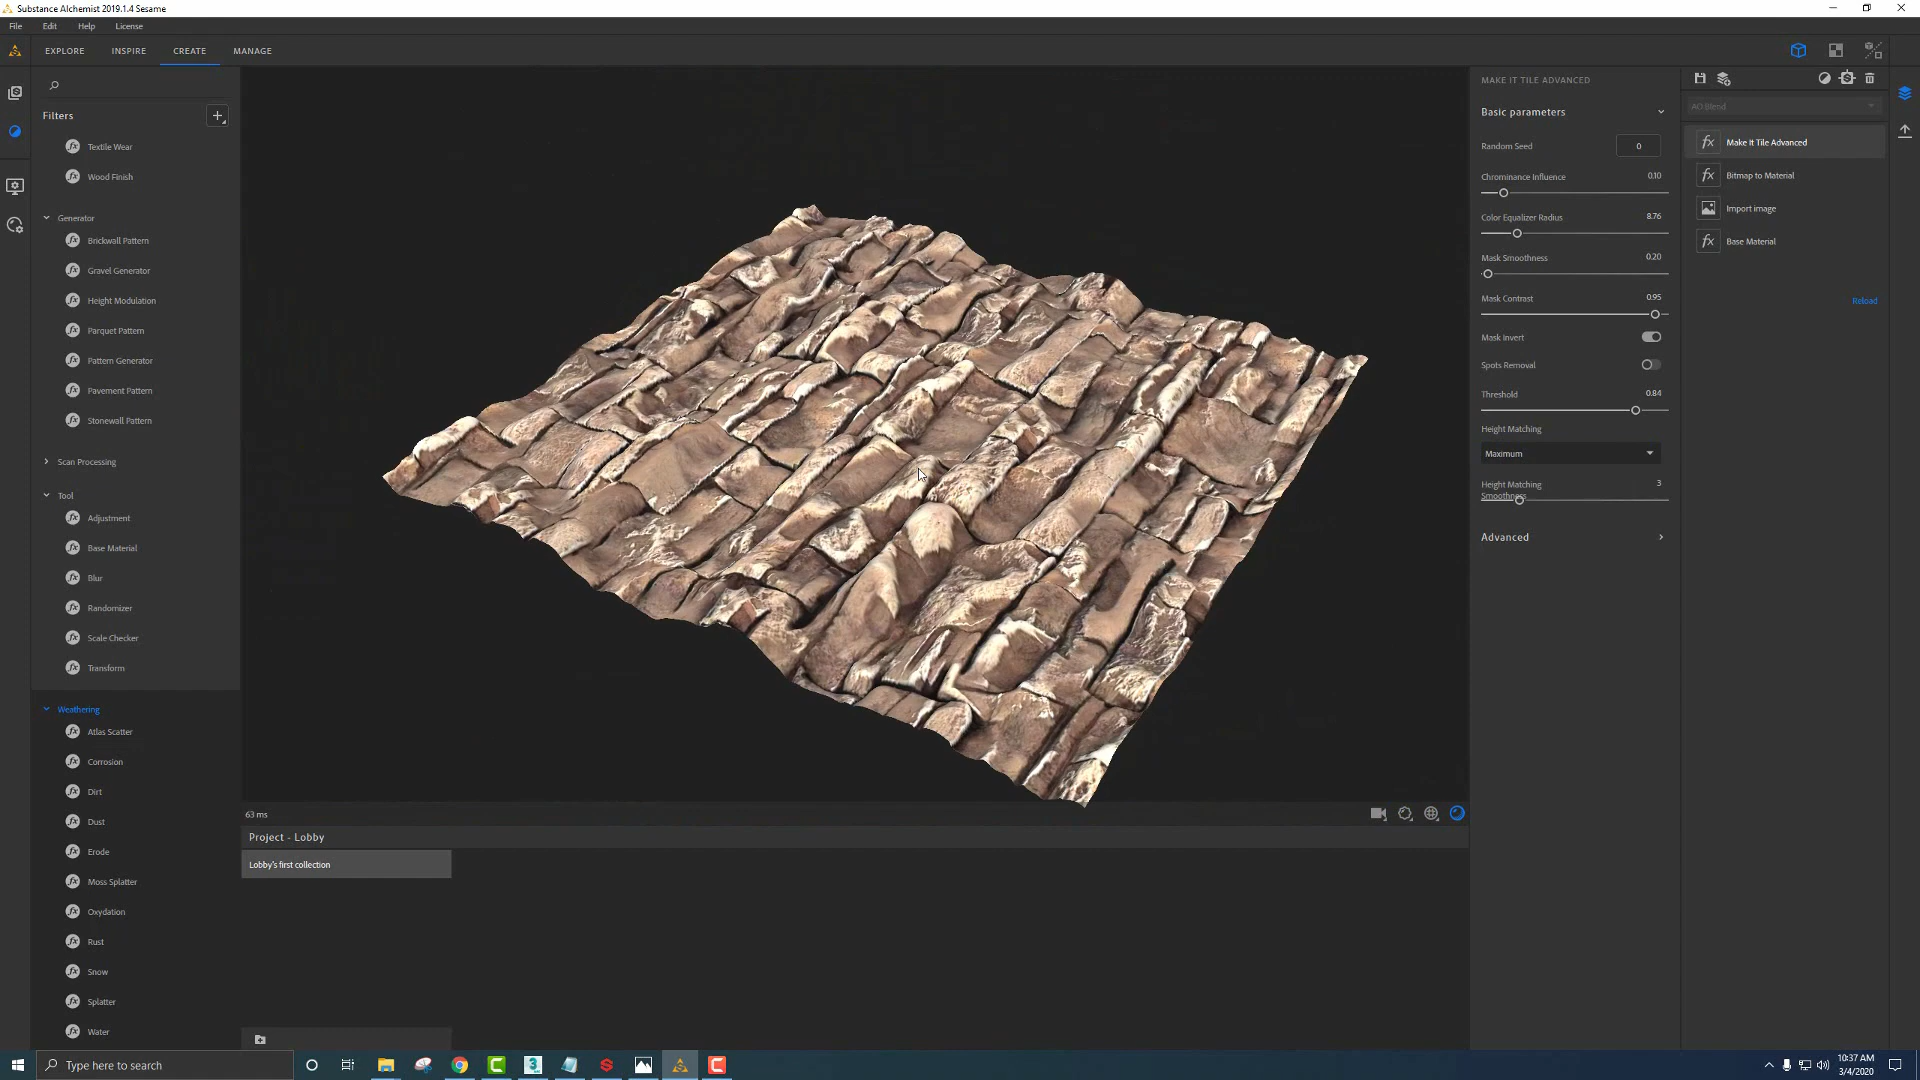 Substance Alchemist 2019.1.4 Sesame
File Edit Help License
EXPLORE INSPIRE CREATE MANAGE
Filters
Textile Wear
Wood Finish
Generator
Brickwall Pattern
Gravel Generator
Height Modulation
Parquet Pattern
Pattern Generator
Pavement Pattern
Stonewall Pattern
Scan Processing
Tool
Adjustment
Base Material
Blur
Randomizer
Scale Checker
Transform
Weathering
Atlas Scatter
Corrosion
Dirt
Dust
Erode
Moss Splatter
Oxydation
Rust
Snow
Splatter
Water
63 ms
Project - Lobby
Lobby's first collection
MAKE IT TILE ADVANCED
Basic parameters
Random Seed 0
Chrominance Influence 0.10
Color Equalizer Radius 8.76
Mask Smoothness 0.20
Mask Contrast 0.95
Mask Invert
Spots Removal
Threshold 0.84
Height Matching
Maximum
Height Matching 3
Smoothness
Advanced
AO Blend
Make It Tile Advanced
Bitmap to Material
Import image
Base Material
Reload
Type here to search
10:37 AM
3/4/2020